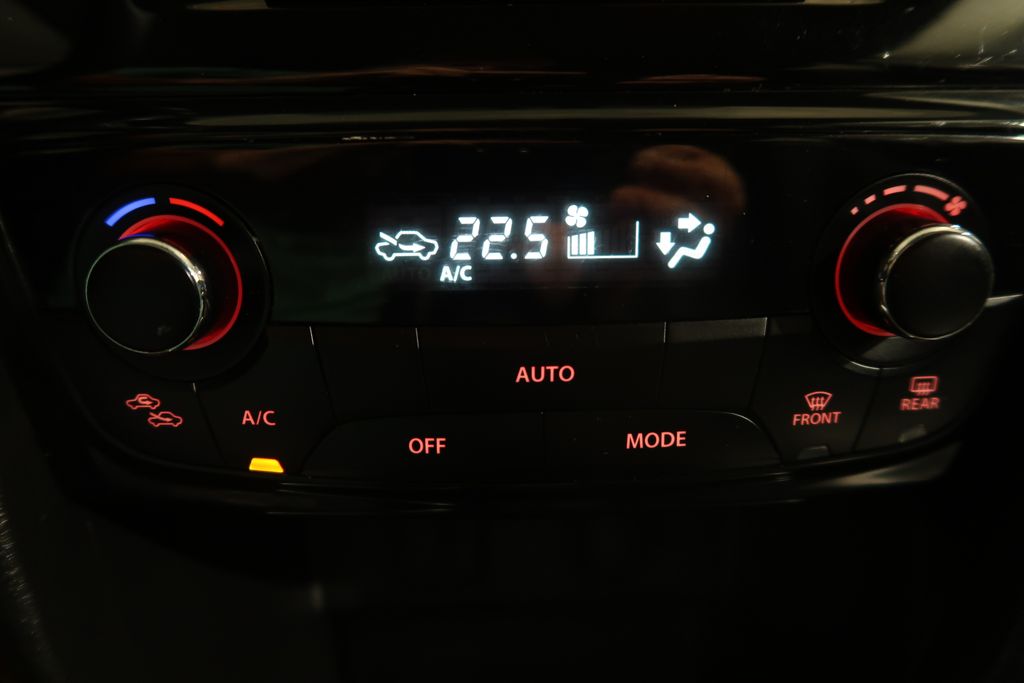 22.5
A/C
AUTO
A/C
OFF
MODE
FRONT
REAR